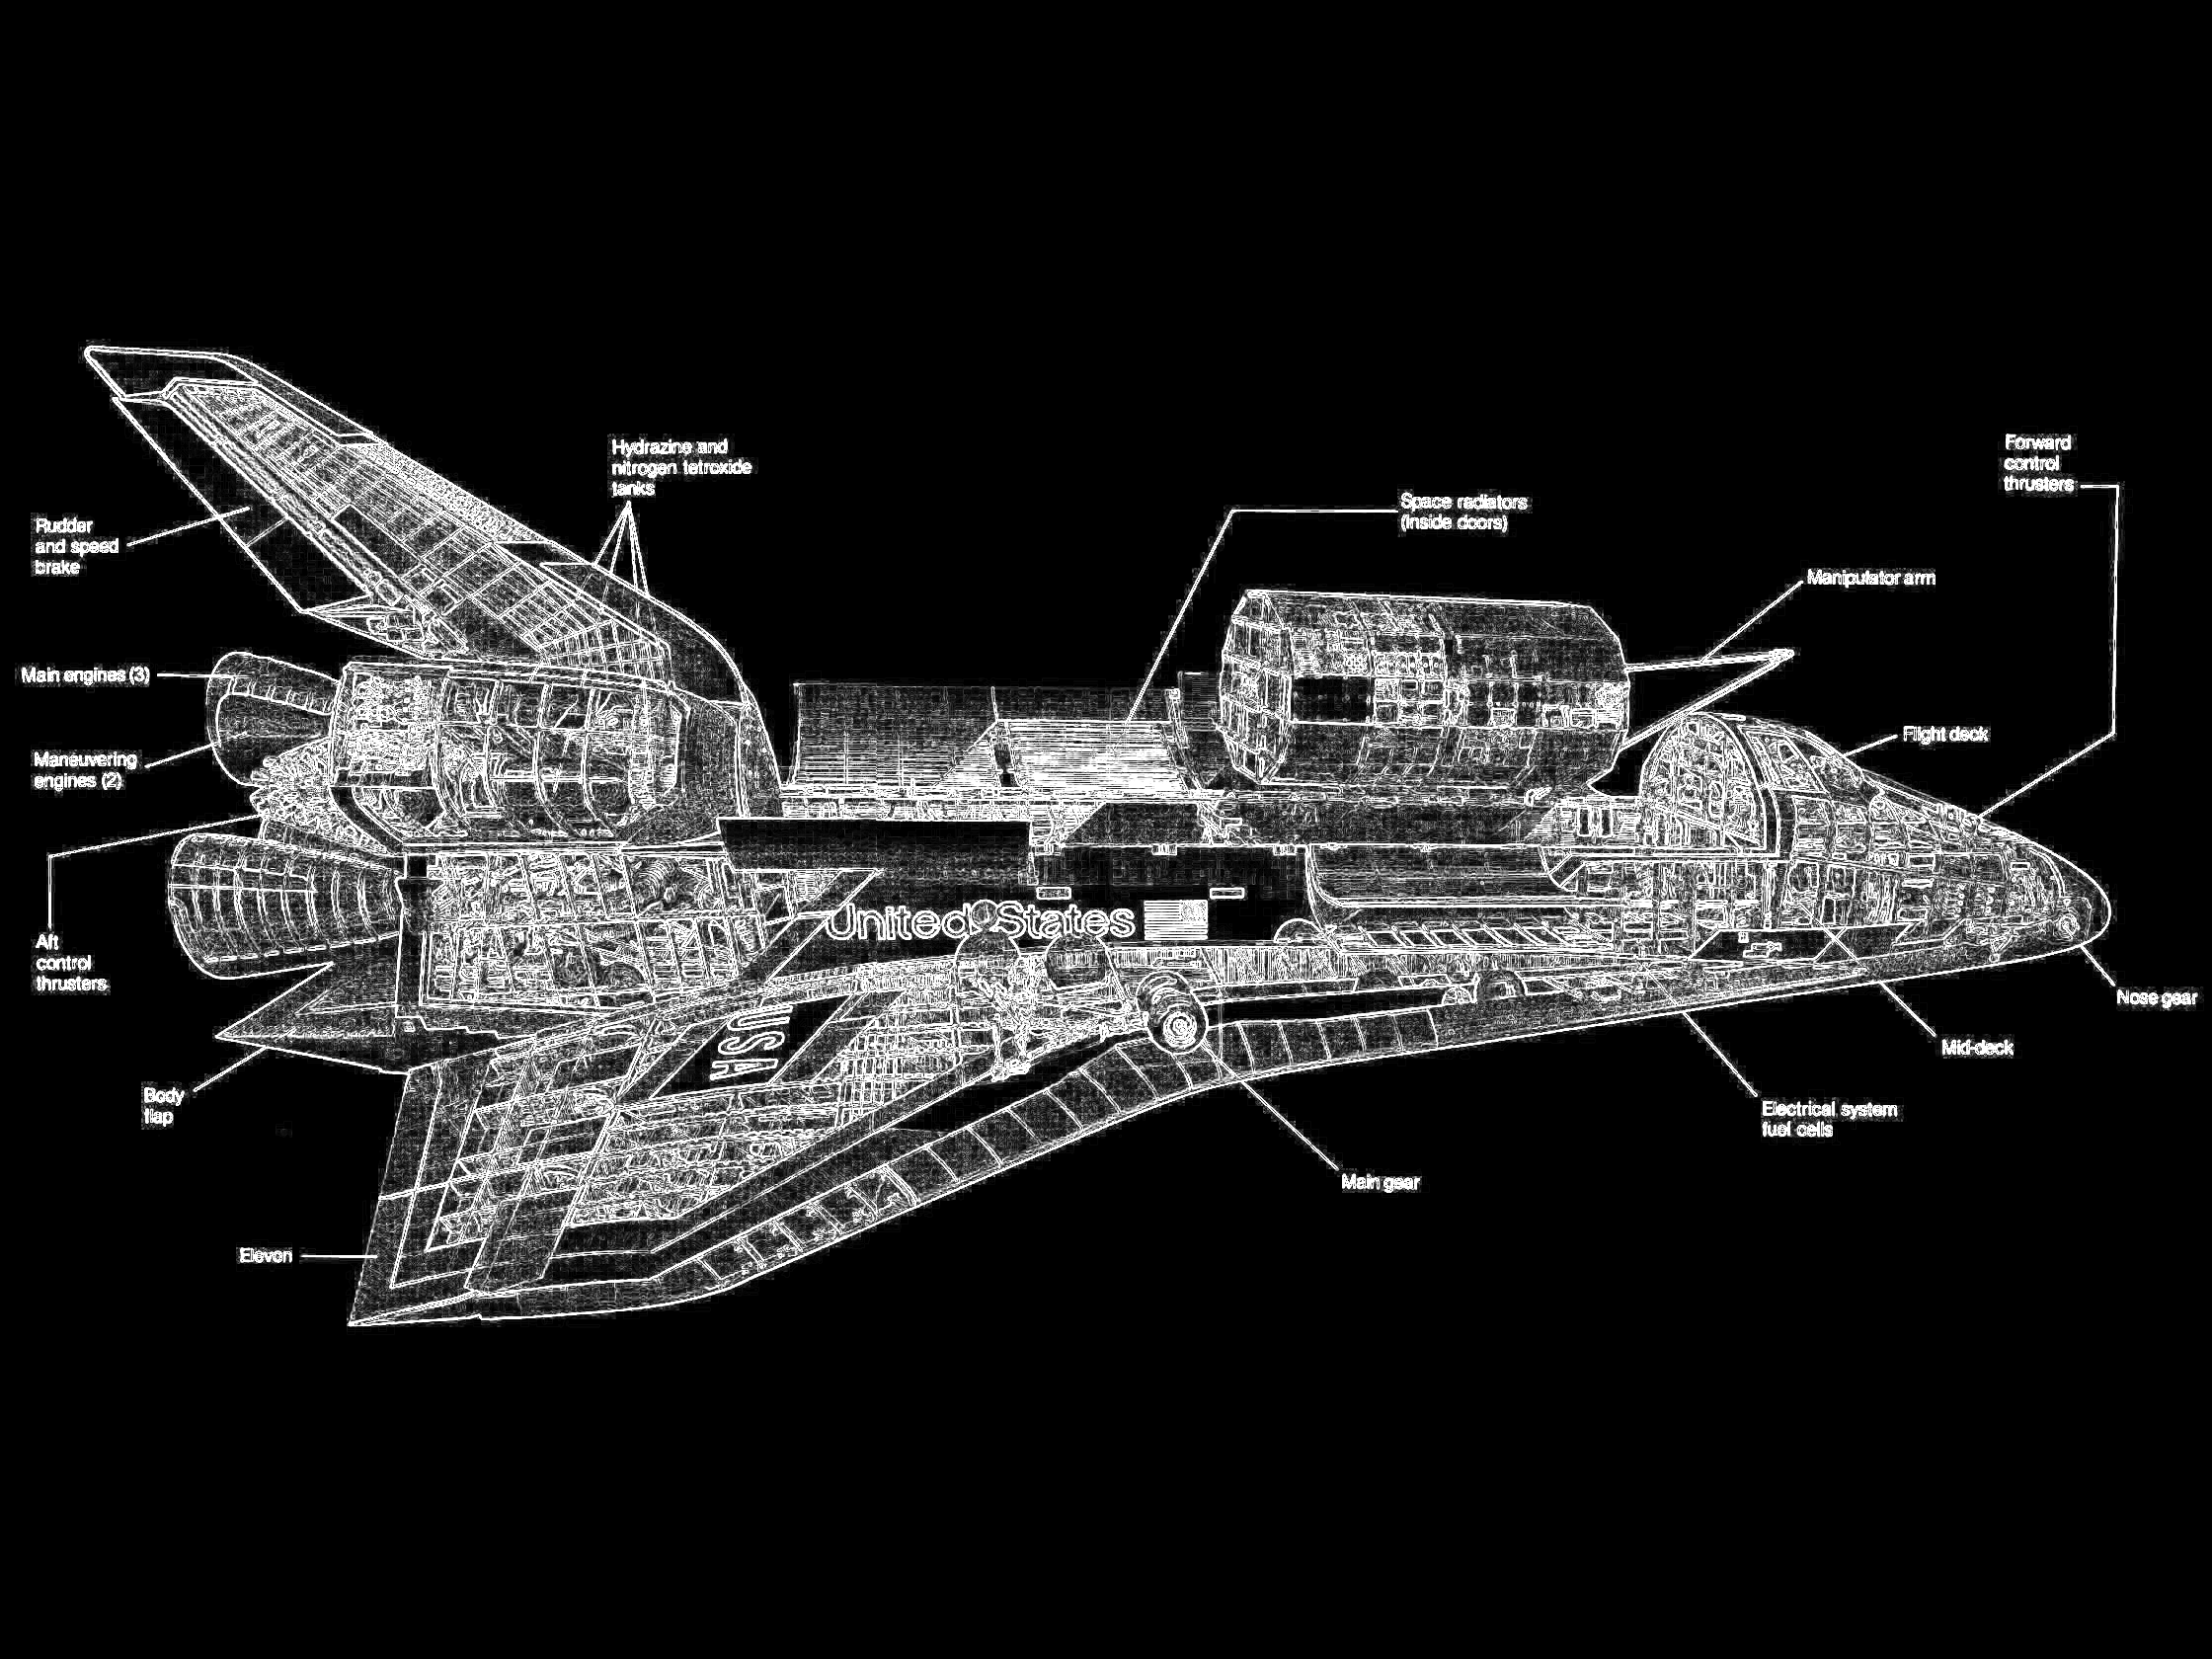 Hydrazine and
nitrogen tetroxide
tanks
Forward
control
thrusters
Space radiators
(inside doors)
Rudder
and speed
brake
Manipulator arm
Main engines (3)
Flight deck
Maneuvering
engines (2)
United States
Aft
control
thrusters
Nose gear
USA
Mid-deck
Body
flap
Electrical system
fuel cells
Main gear
Elevon